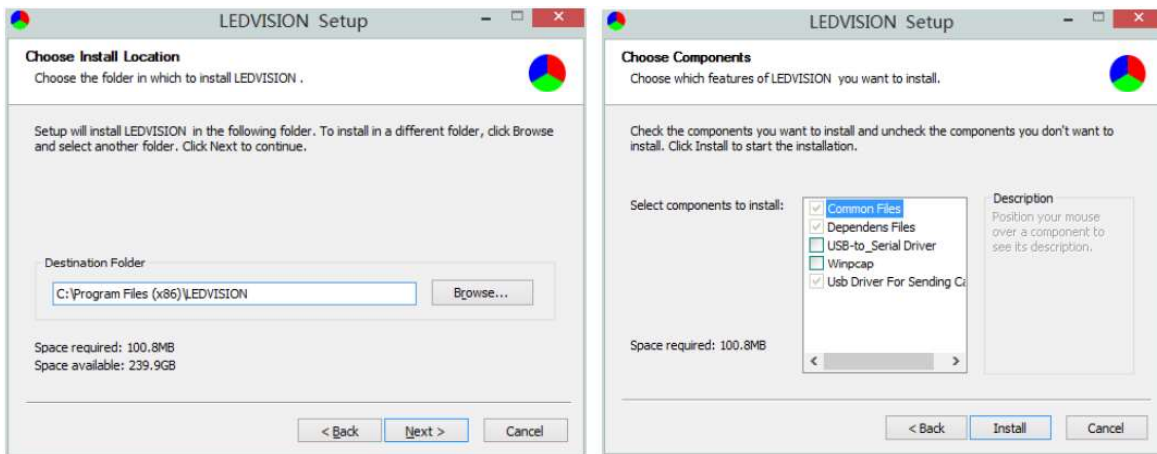 LEDVISION Setup
Choose Install Location
Choose the folder in which to install LEDVISION .
Setup will install LEDVISION in the following folder. To install in a different folder, click Browse
and select another folder. Click Next to continue.
Destination Folder
C:\Program Files (x86)\LEDVISION
Browse...
Space required: 100.8MB
Space available: 239.9GB
< Back
Next >
Cancel
LEDVISION Setup
Choose Components
Choose which features of LEDVISION you want to install.
Check the components you want to install and uncheck the components you don't want to
install. Click Install to start the installation.
Select components to install:
Common Files
Dependens Files
USB-to_Serial Driver
Winpcap
Usb Driver For Sending Ca
Description
Position your mouse
over a component to
see its description.
Space required: 100.8MB
< Back
Install
Cancel